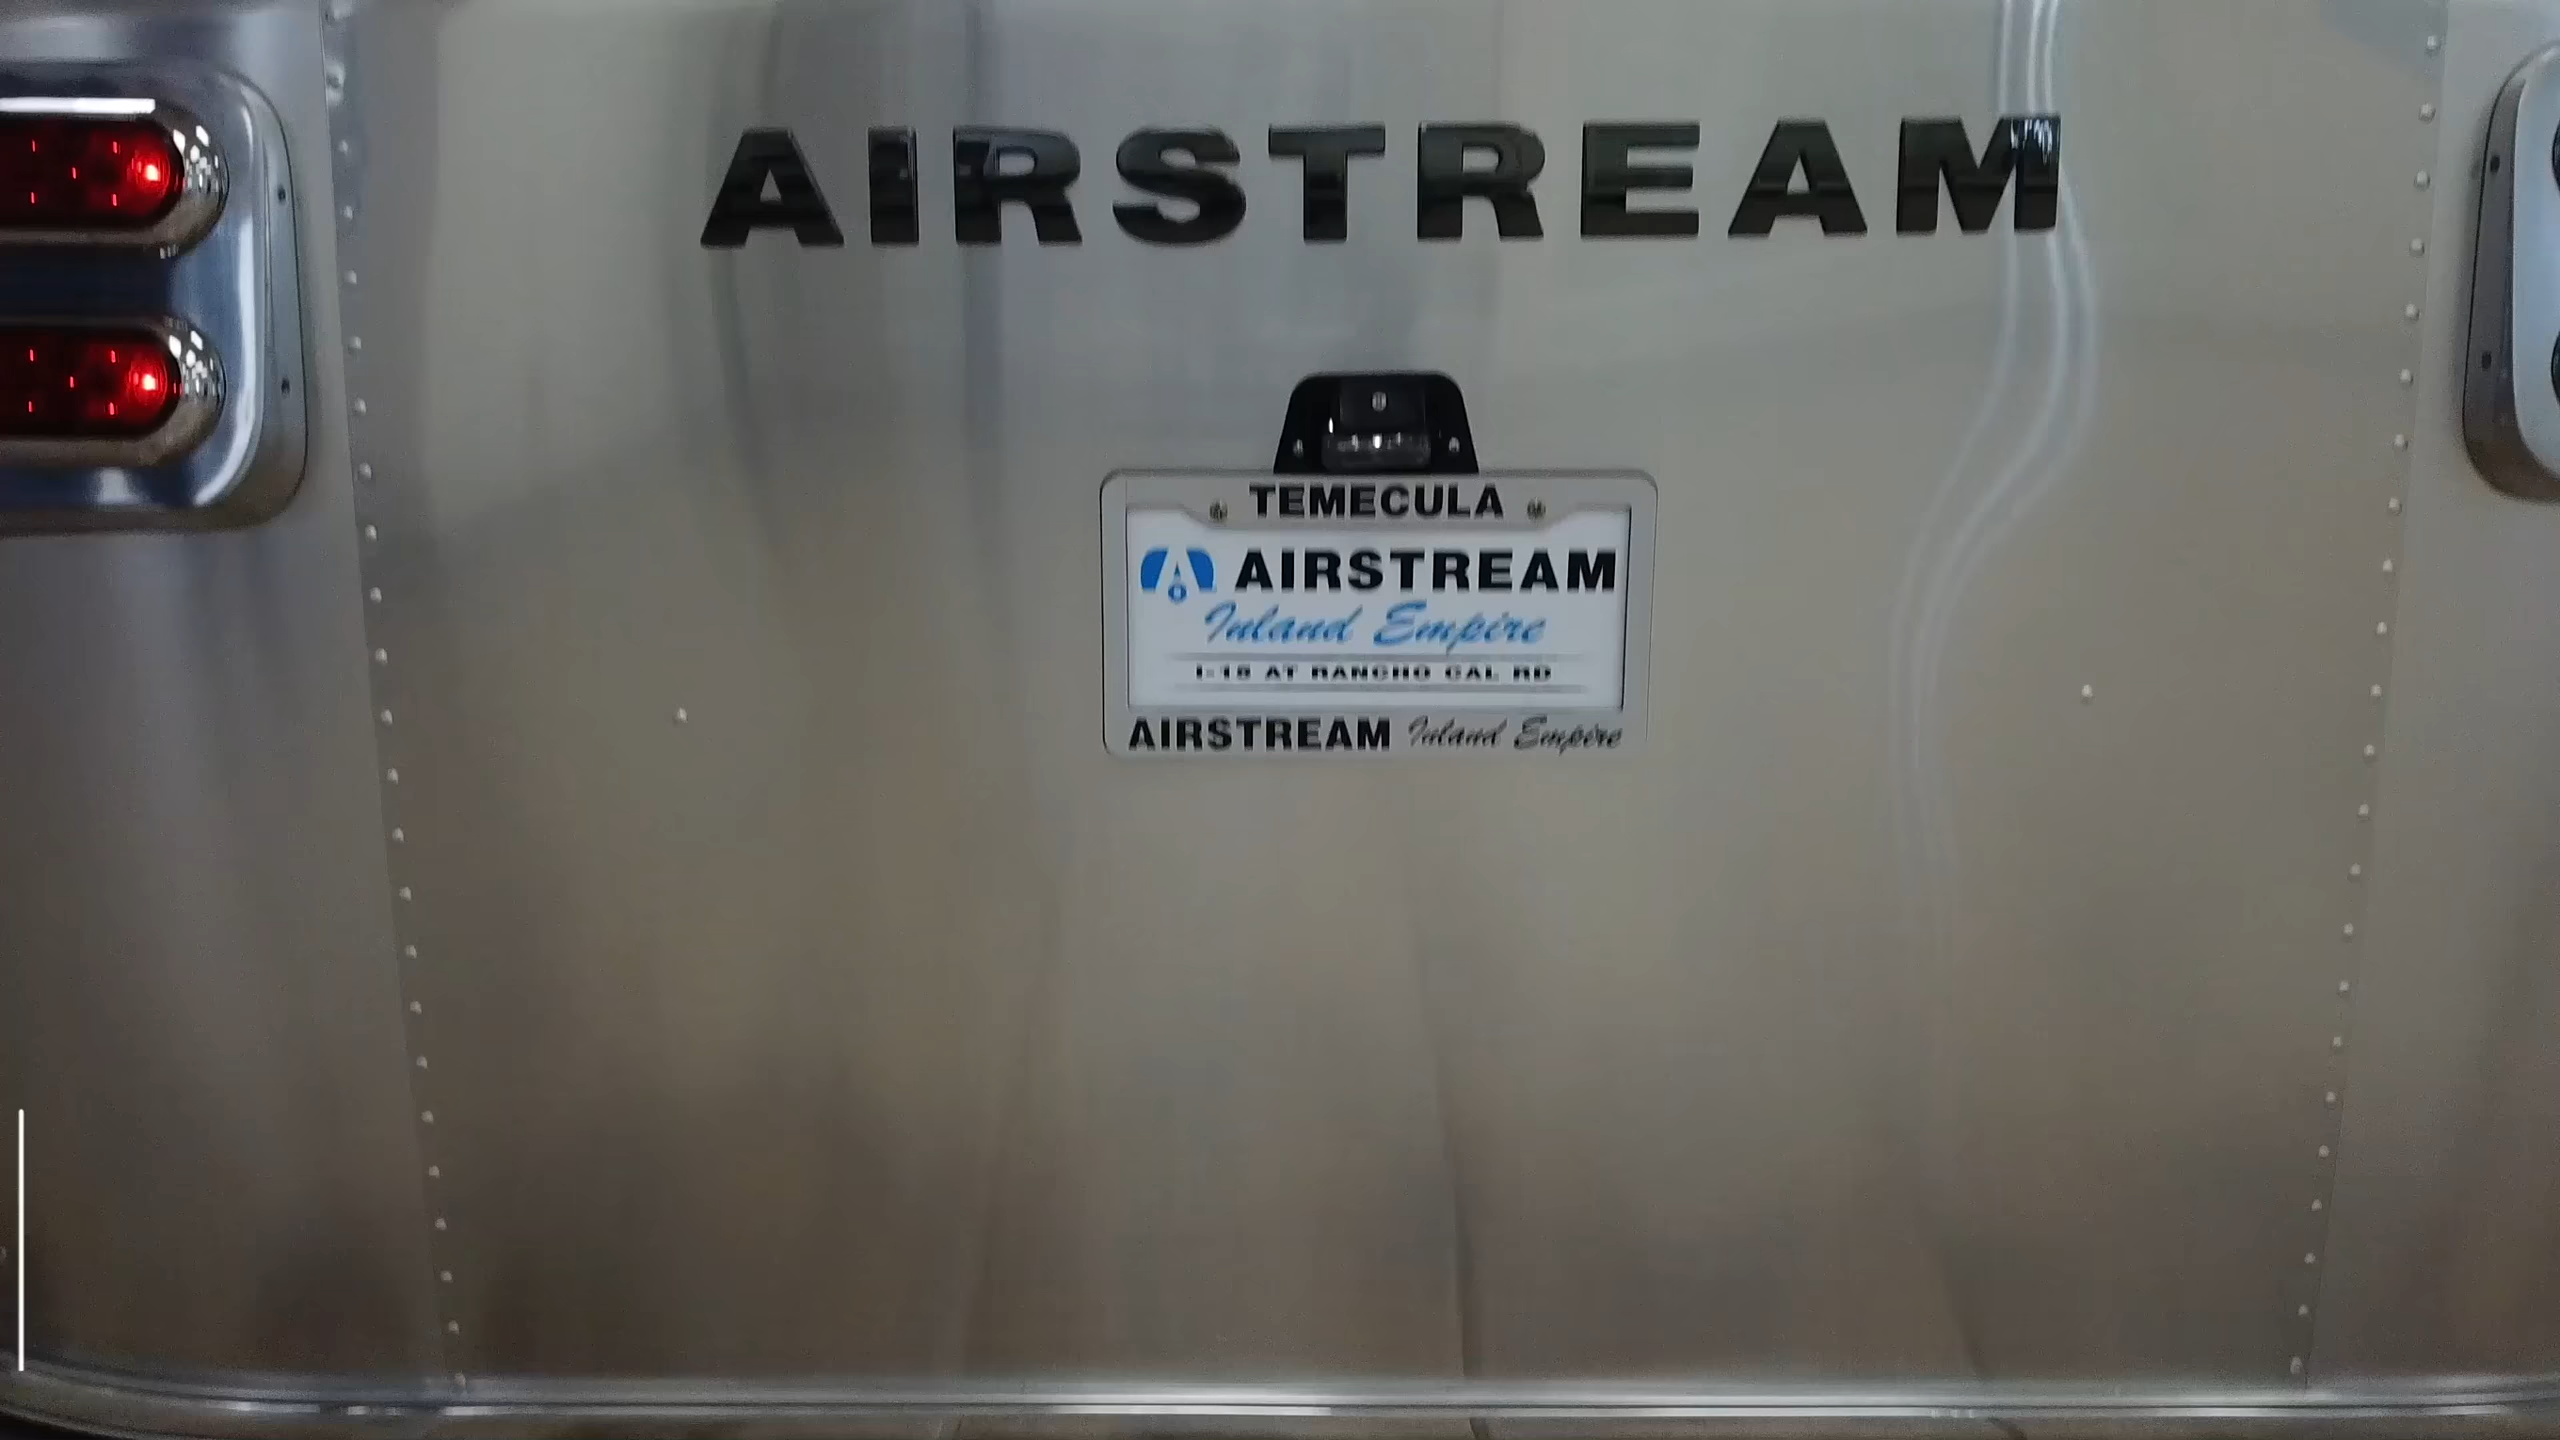 AIRSTREAM
TEMECULA
AIRSTREAM
Inland Empire
I-15 AT RANCHO CAL RD
AIRSTREAM Inland Empire